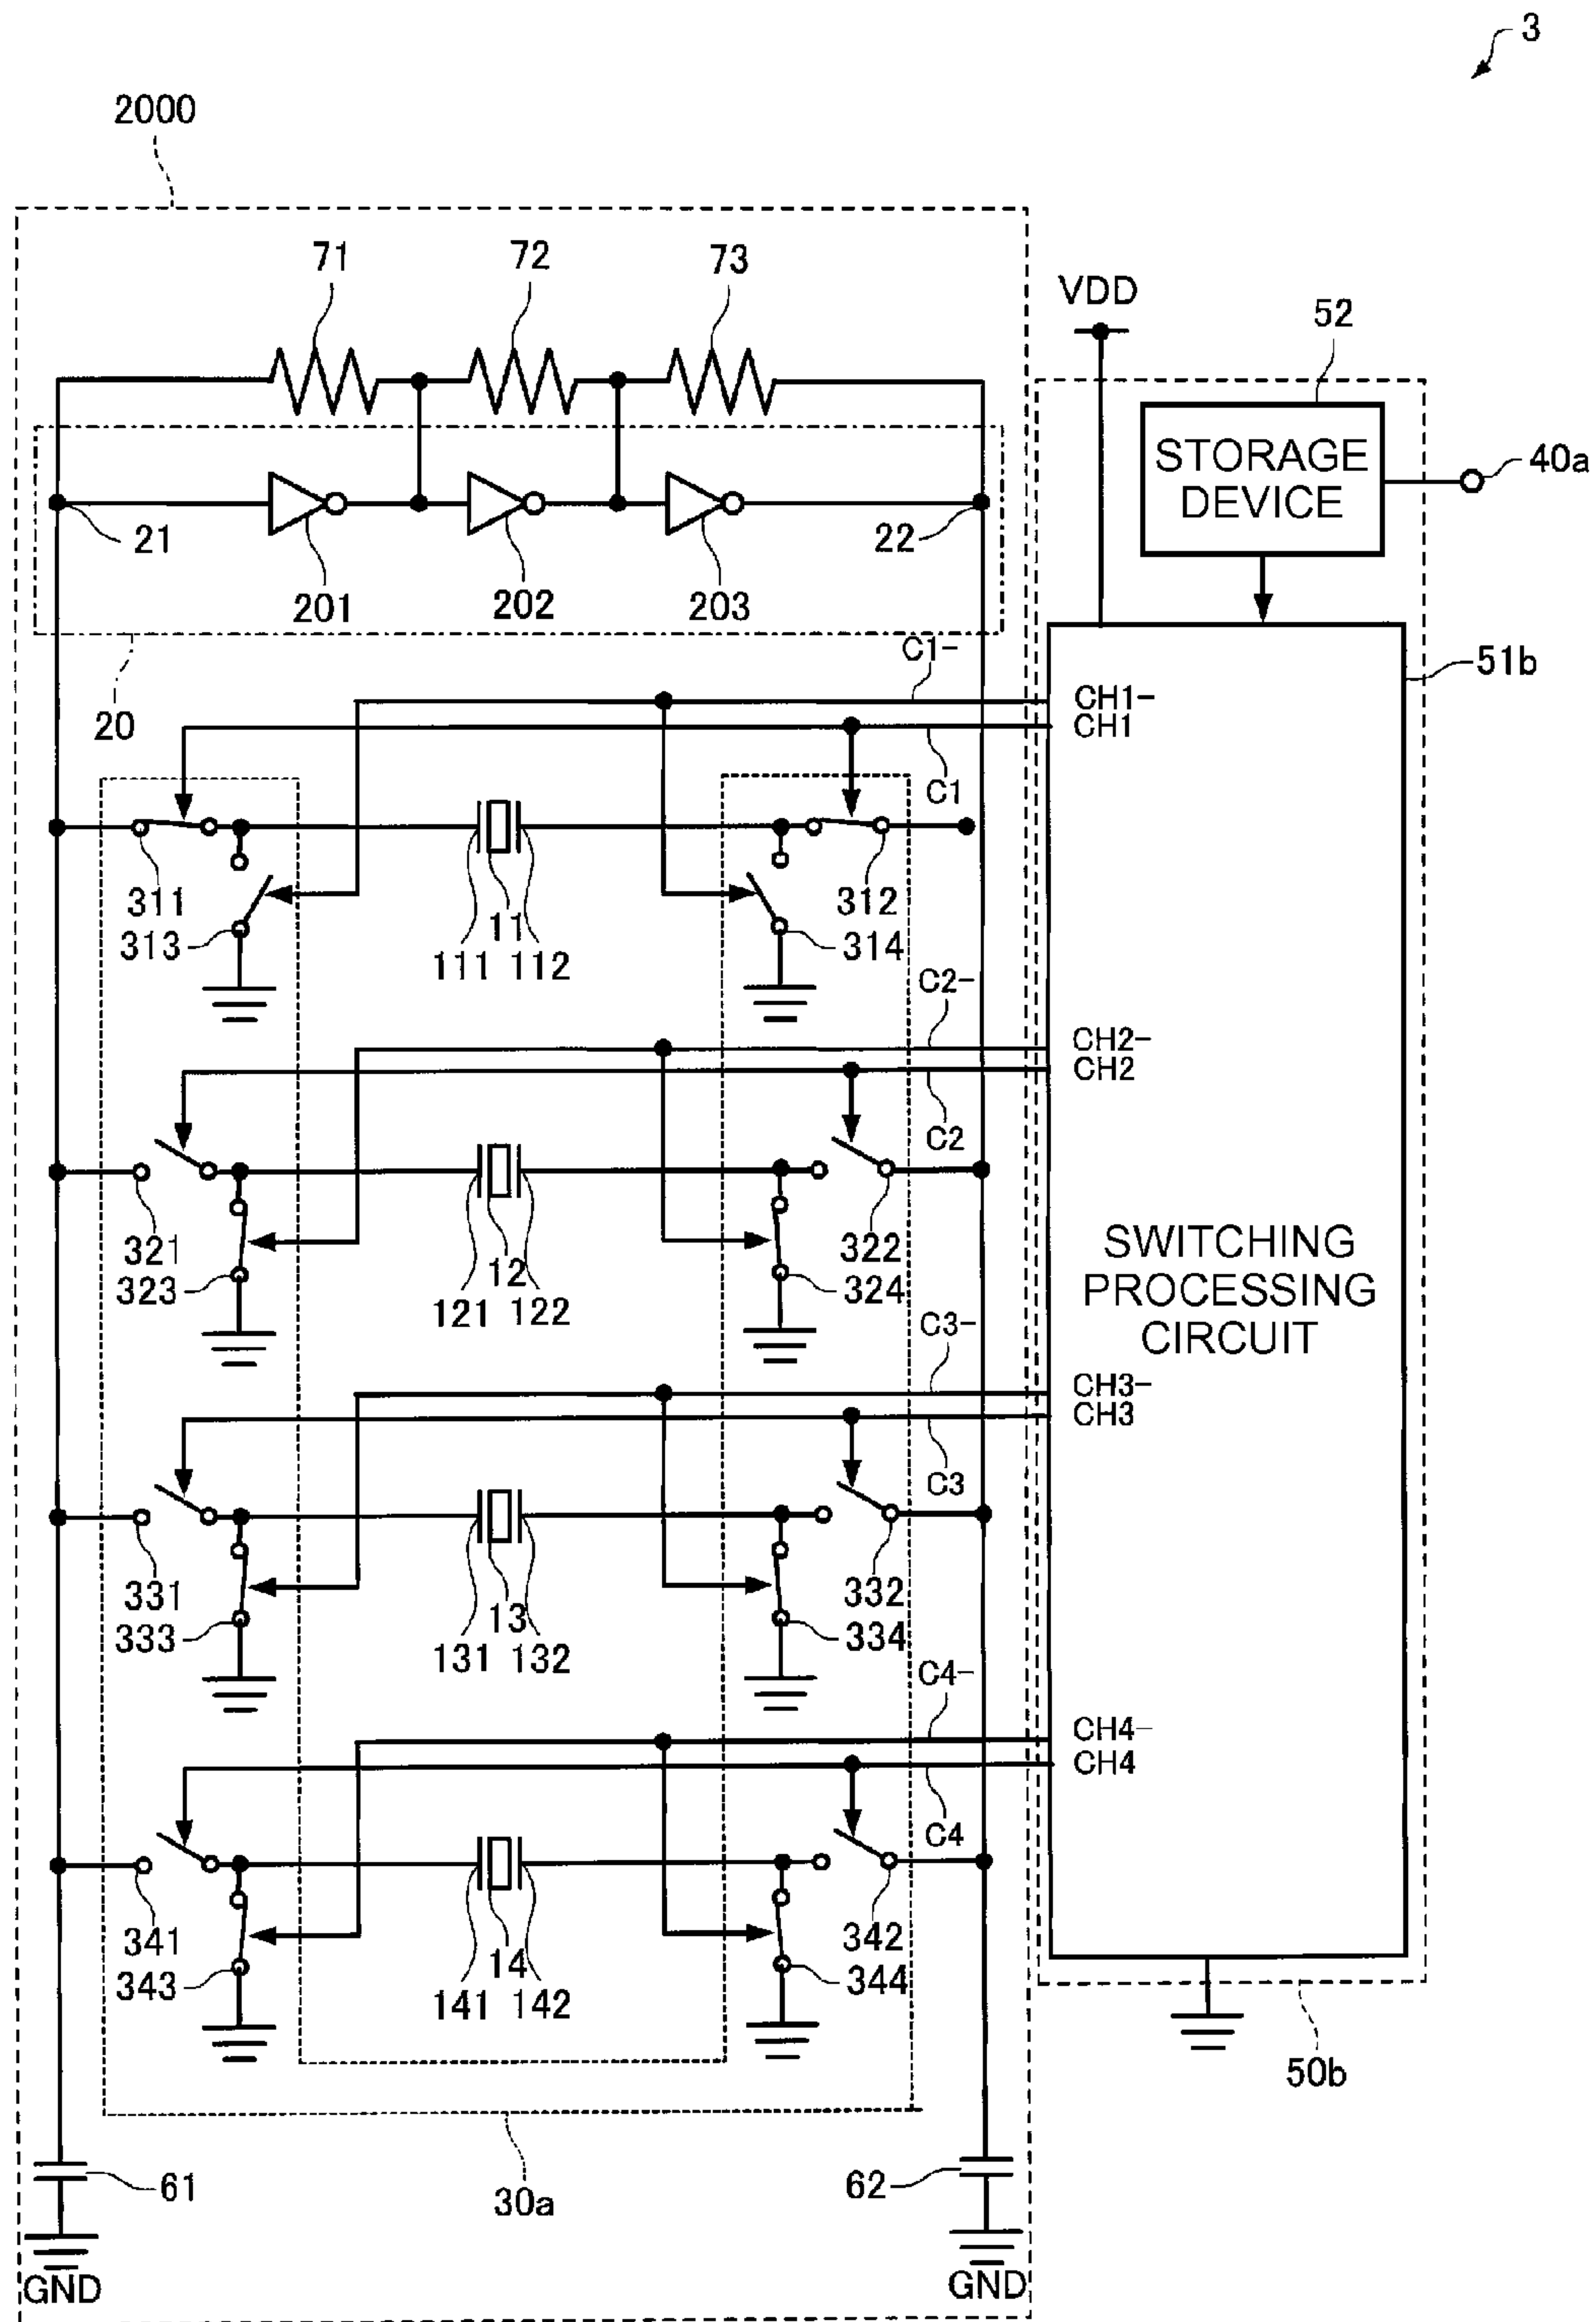 3
2000
71 72 73
VDD
52
STORAGE
DEVICE
40a
21 22
201 202 203
C1-
51b
20
CH1-
CH1
C1
311 312
11
313 314
111 112
C2-
CH2-
CH2
C2
321 322
12
323 324
121 122
SWITCHING
PROCESSING
CIRCUIT
C3-
CH3-
CH3
C3
331 332
13
333 334
131 132
C4-
CH4-
CH4
C4
341 342
14
343 344
141 142
50b
61 62
30a
GND GND